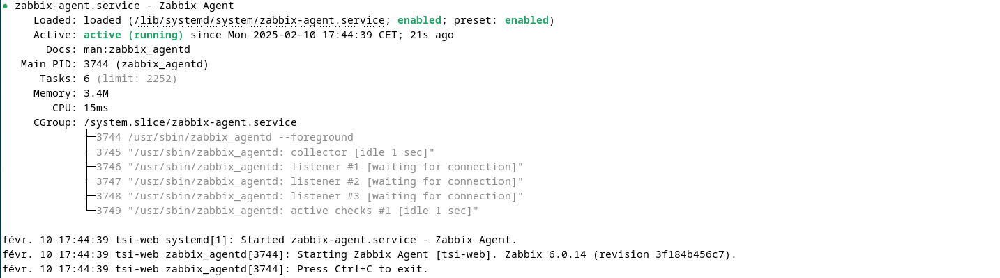 ● zabbix-agent.service - Zabbix Agent
     Loaded: loaded (/lib/systemd/system/zabbix-agent.service; enabled; preset: enabled)
     Active: active (running) since Mon 2025-02-10 17:44:39 CET; 21s ago
       Docs: man:zabbix_agentd
   Main PID: 3744 (zabbix_agentd)
      Tasks: 6 (limit: 2252)
     Memory: 3.4M
        CPU: 15ms
     CGroup: /system.slice/zabbix-agent.service
             ├─3744 /usr/sbin/zabbix_agentd --foreground
             ├─3745 "/usr/sbin/zabbix_agentd: collector [idle 1 sec]"
             ├─3746 "/usr/sbin/zabbix_agentd: listener #1 [waiting for connection]"
             ├─3747 "/usr/sbin/zabbix_agentd: listener #2 [waiting for connection]"
             ├─3748 "/usr/sbin/zabbix_agentd: listener #3 [waiting for connection]"
             └─3749 "/usr/sbin/zabbix_agentd: active checks #1 [idle 1 sec]"

févr. 10 17:44:39 tsi-web systemd[1]: Started zabbix-agent.service - Zabbix Agent.
févr. 10 17:44:39 tsi-web zabbix_agentd[3744]: Starting Zabbix Agent [tsi-web]. Zabbix 6.0.14 (revision 3f184b456c7).
févr. 10 17:44:39 tsi-web zabbix_agentd[3744]: Press Ctrl+C to exit.